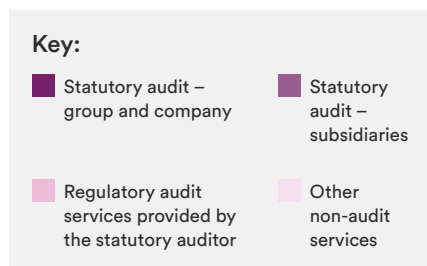 Key:
Statutory audit –
group and company
Statutory
audit –
subsidiaries
Regulatory audit
services provided by
the statutory auditor
Other
non-audit
services